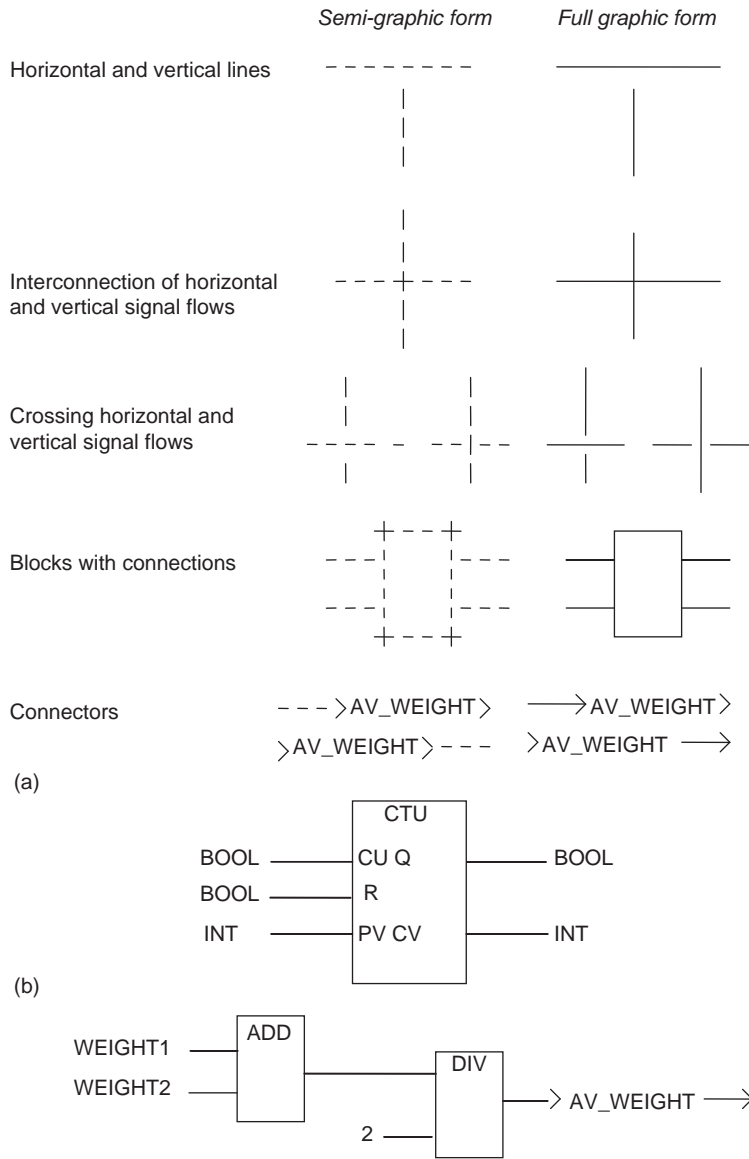 Semi-graphic form Full graphic form
Horizontal and vertical lines
Interconnection of horizontal
and vertical signal flows
Crossing horizontal and
vertical signal flows
Blocks with connections
Connectors
AV_WEIGHT AV_WEIGHT
AV_WEIGHT AV_WEIGHT
(a)
CTU
BOOL CU Q BOOL
BOOL R
INT PV CV INT
(b)
ADD
WEIGHT1
DIV
WEIGHT2
AV_WEIGHT
2